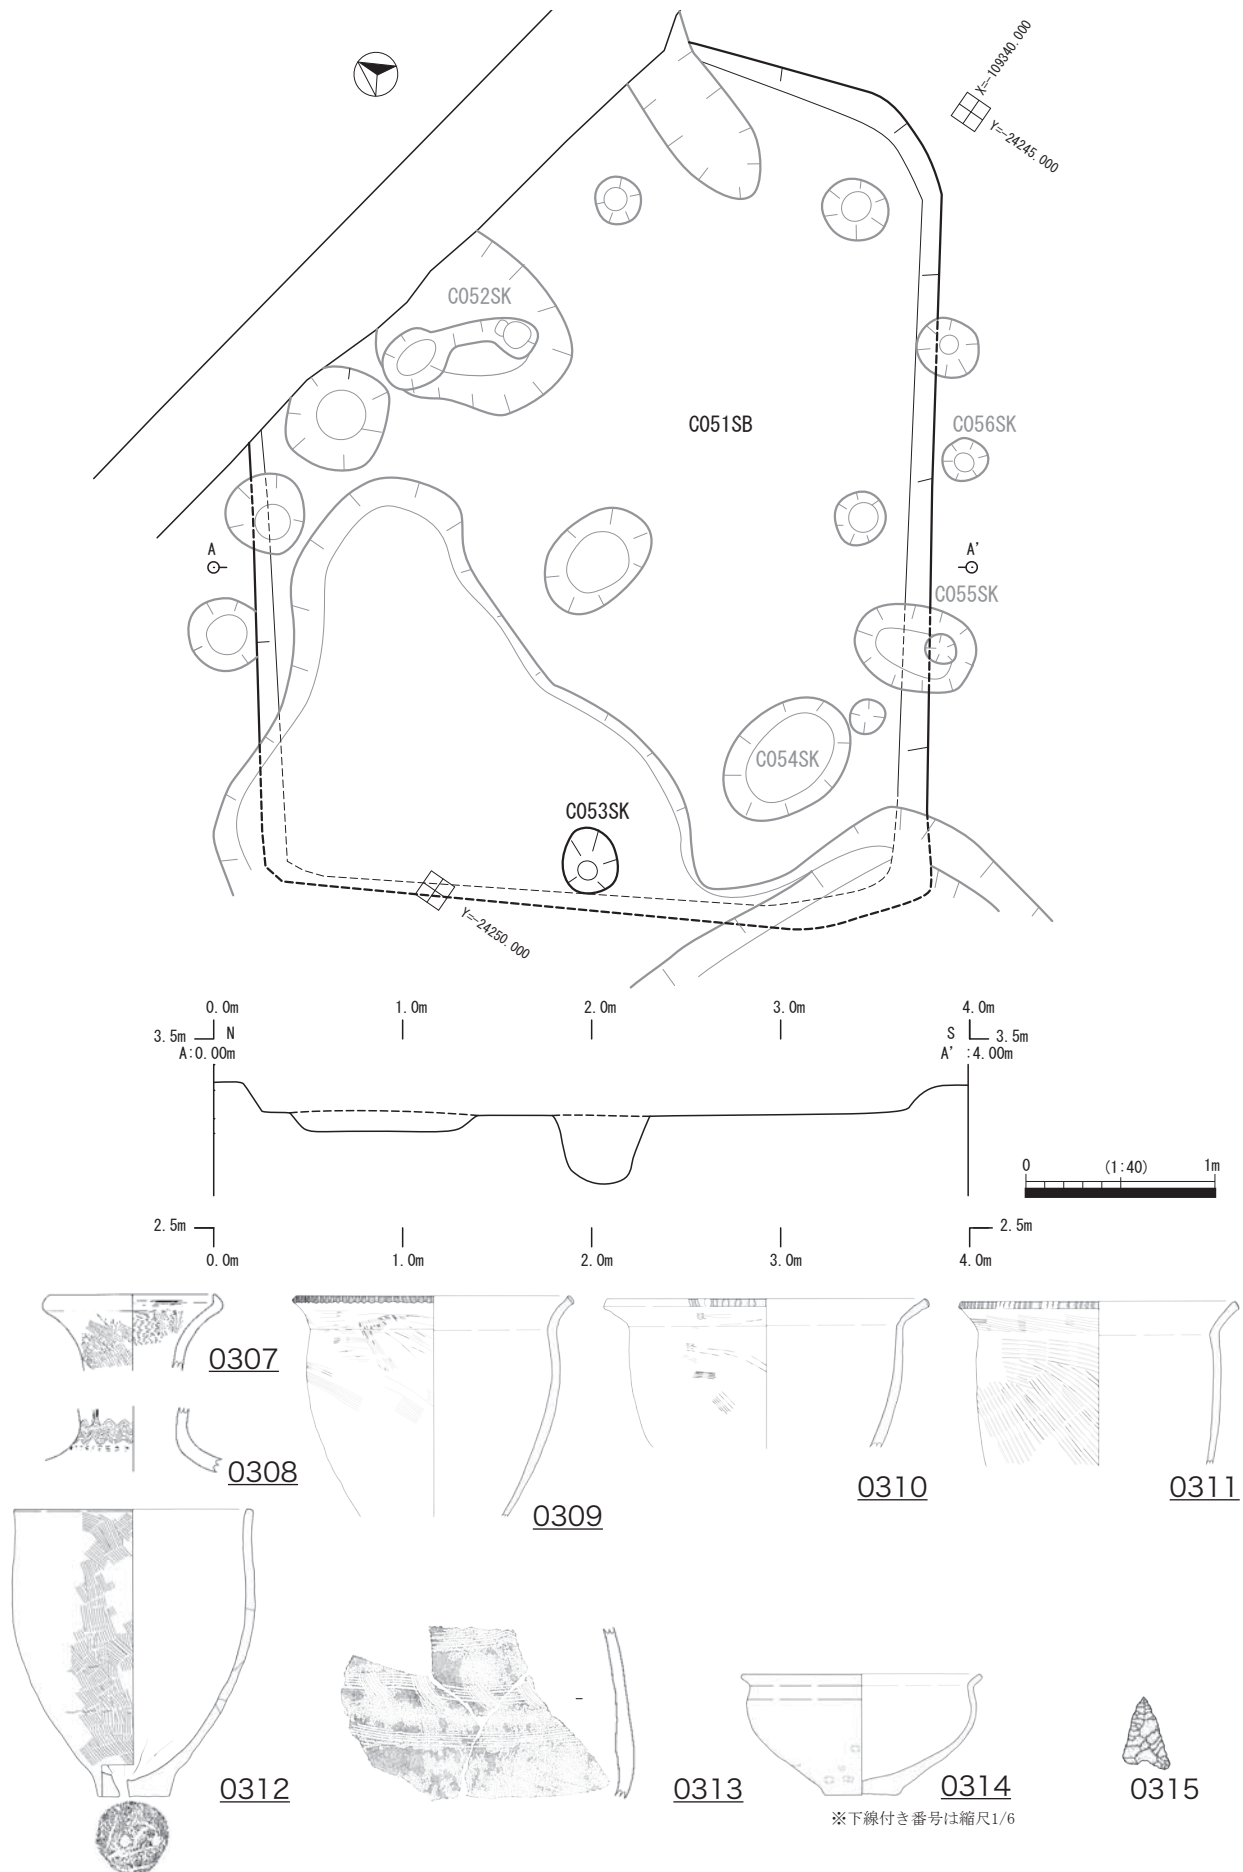 X=-109340.000
Y=-24245.000
C052SK
C051SB
C056SK
A
A'
C055SK
C054SK
C053SK
Y=-24250.000
0.0m 1.0m 2.0m 3.0m 4.0m
3.5m N S 3.5m
A:0.00m A' :4.00m
0 (1:40) 1m
2.5m 2.5m
0.0m 1.0m 2.0m 3.0m 4.0m
0307
0308
0309
0310
0311
0312
0313
0314
0315
※下線付き番号は縮尺1/6